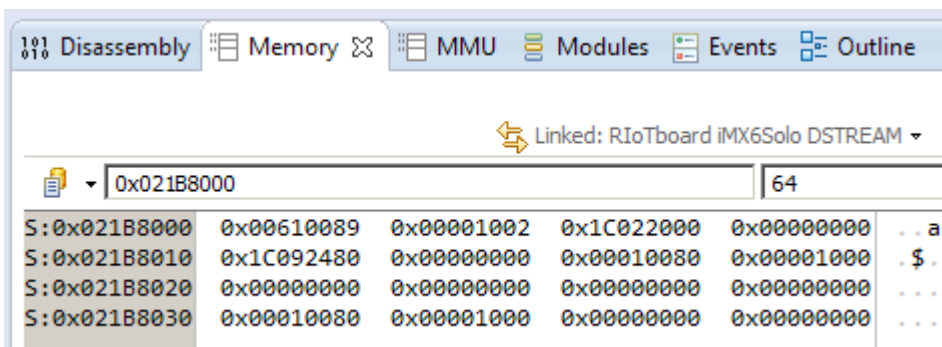 Disassembly Memory MMU Modules Events Outline
Linked: RIoTboard iMX6Solo DSTREAM
0x021B8000 64
S:0x021B8000 0x00610089 0x00001002 0x1C022000 0x00000000 ..a
S:0x021B8010 0x1C092480 0x00000000 0x00010080 0x00001000 .$.
S:0x021B8020 0x00000000 0x00000000 0x00000000 0x00000000 ...
S:0x021B8030 0x00010080 0x00001000 0x00000000 0x00000000 ...